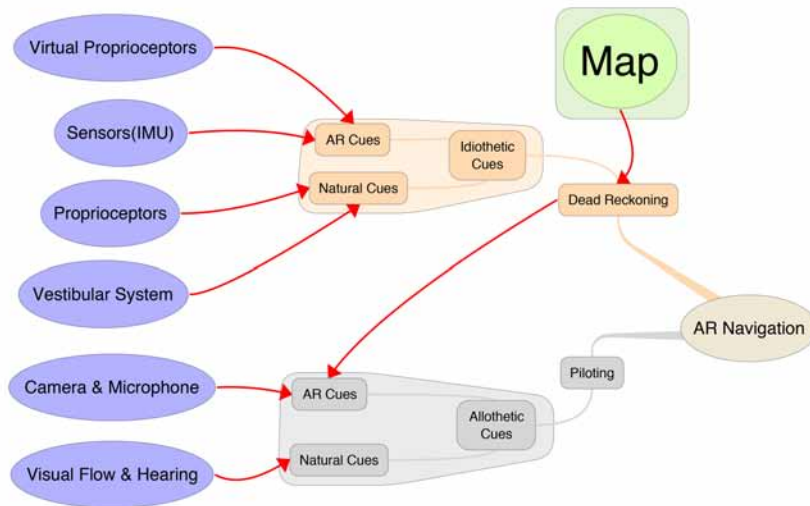 Virtual Proprioceptors
Map
Sensors(IMU)
AR Cues
Idiothetic
Cues
Natural Cues
Proprioceptors
Dead Reckoning
Vestibular System
AR Navigation
Camera & Microphone
Piloting
AR Cues
Allothetic
Cues
Natural Cues
Visual Flow & Hearing